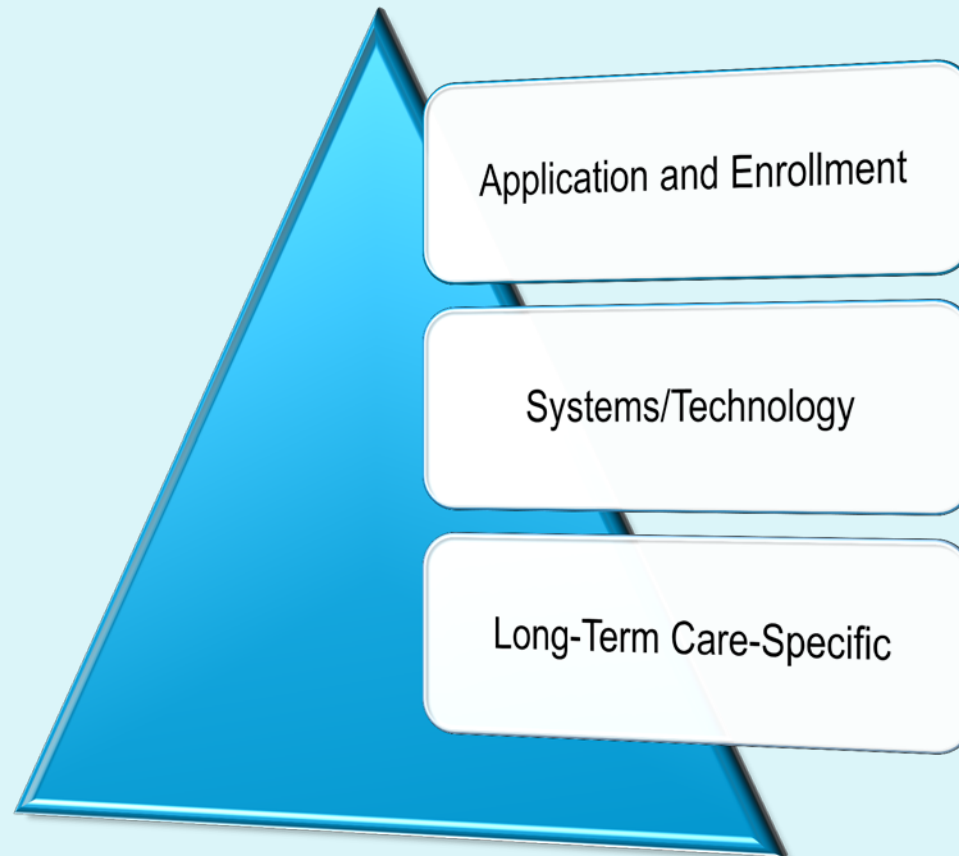 Application and Enrollment
Systems/Technology
Long-Term Care-Specific